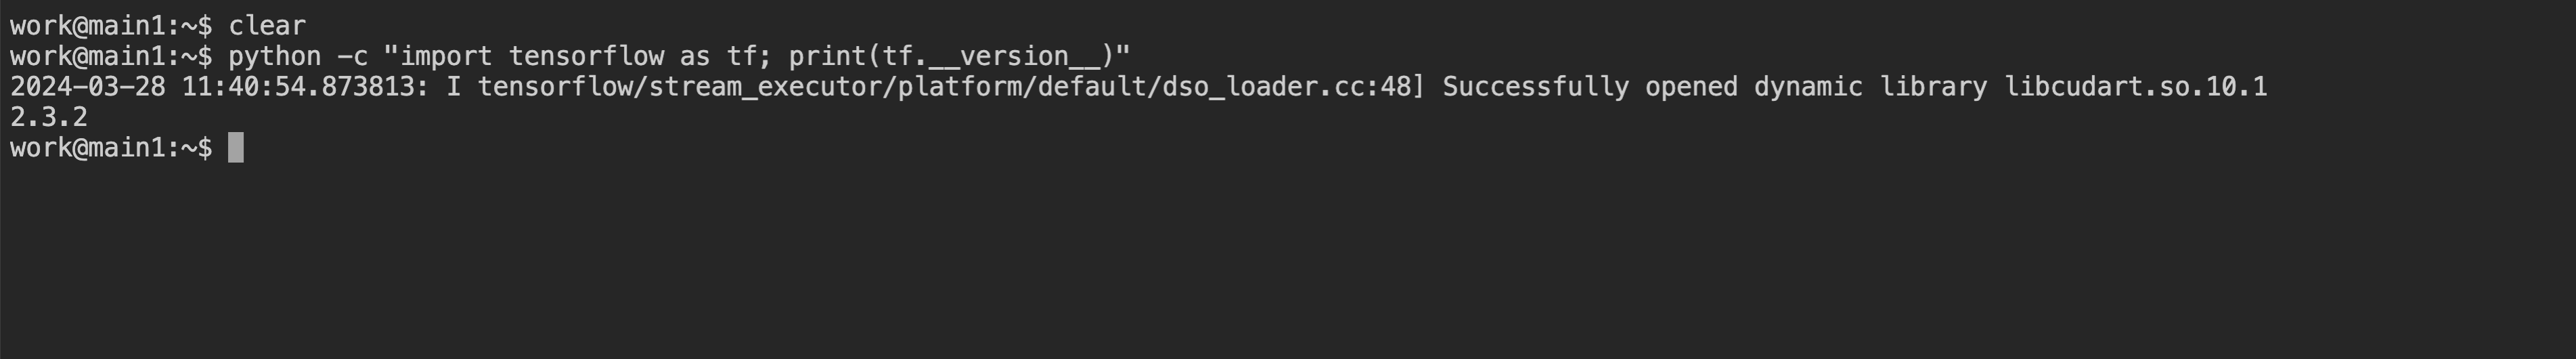 work@main1:~$ clear
work@main1:~$ python -c "import tensorflow as tf; print(tf.__version__)"
2024-03-28 11:40:54.873813: I tensorflow/stream_executor/platform/default/dso_loader.cc:48] Successfully opened dynamic library libcudart.so.10.1
2.3.2
work@main1:~$